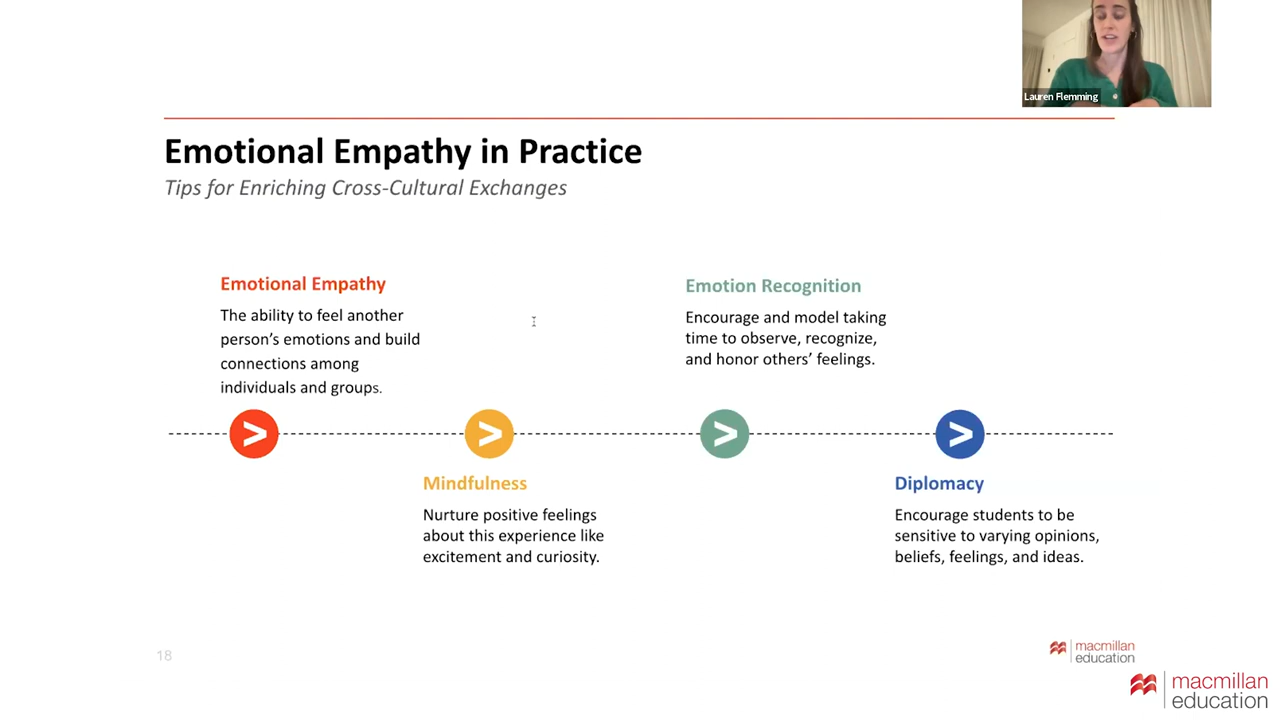 Lauren Flemming
Emotional Empathy in Practice
Tips for Enriching Cross-Cultural Exchanges
Emotional Empathy
The ability to feel another
person’s emotions and build
connections among
individuals and groups.
Emotion Recognition
Encourage and model taking
time to observe, recognize,
and honor others’ feelings.
Mindfulness
Nurture positive feelings
about this experience like
excitement and curiosity.
Diplomacy
Encourage students to be
sensitive to varying opinions,
beliefs, feelings, and ideas.
18
macmillan
education
macmillan
education